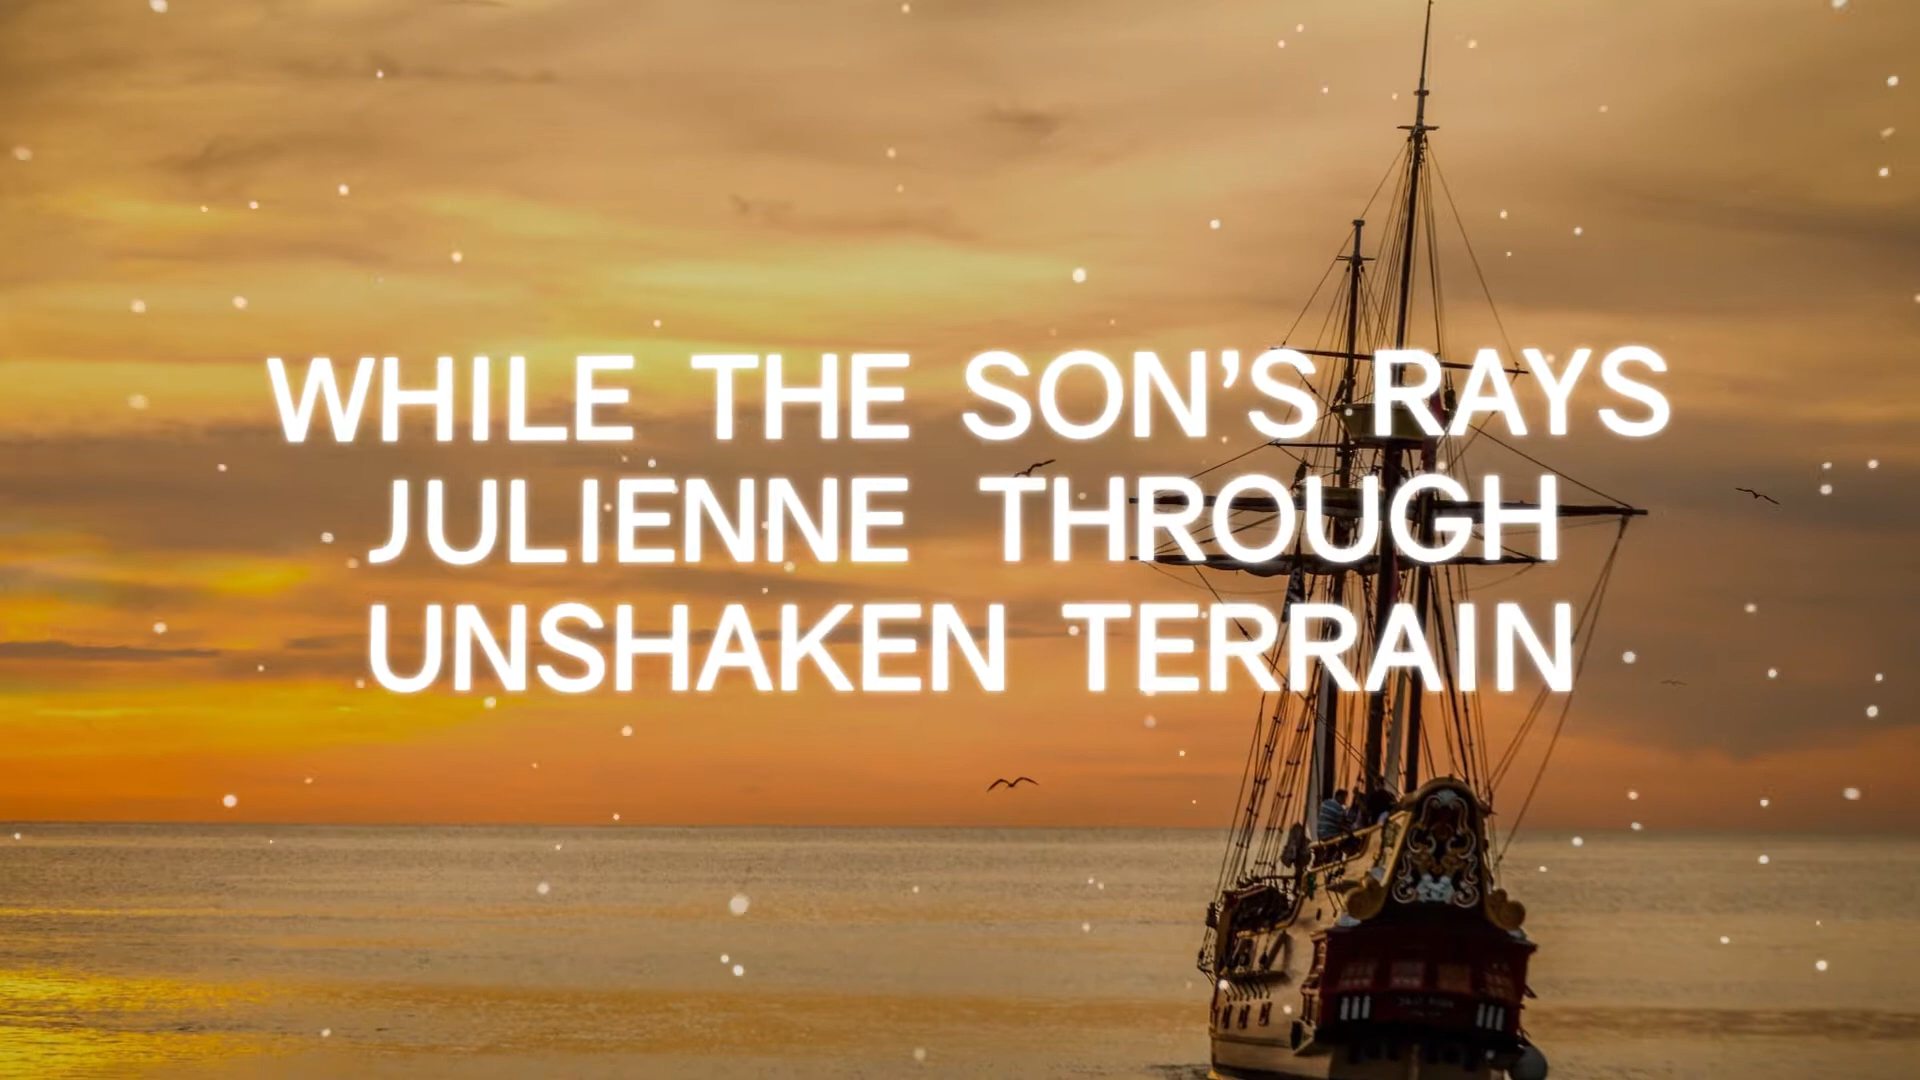 WHILE THE SON’S RAYS
JULIENNE THROUGH
UNSHAKEN TERRAIN